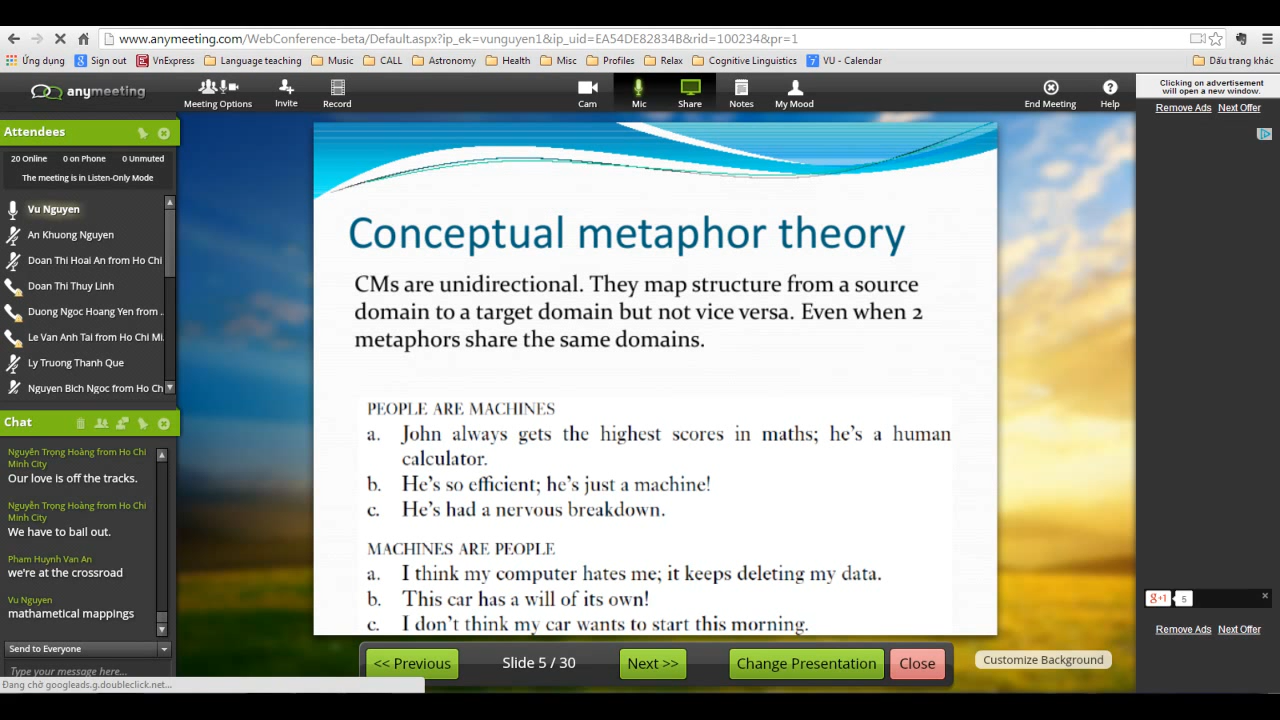 www.anymeeting.com/WebConference-beta/Default.aspx?ip_ek=vunguyen1&ip_uid=EA54DE82834B&rid=100234&pr=1
Ứng dụng Sign out VnExpress Language teaching Music CALL Astronomy Health Misc Profiles Relax Cognitive Linguistics VU - Calendar Dấu trang khác
anymeeting Meeting Options Invite Record Cam Mic Share Notes My Mood End Meeting Help
Clicking on advertisement
will open a new window.
Remove Ads Next Offer
Attendees
20 Online 0 on Phone 0 Unmuted
The meeting is in Listen-Only Mode
Vu Nguyen
An Khuong Nguyen
Doan Thi Hoai An from Ho Chi
Doan Thi Thuy Linh
Duong Ngoc Hoang Yen from ..
Le Van Anh Tai from Ho Chi Mi.
Ly Truong Thanh Que
Nguyen Bich Ngoc from Ho Ch
Chat
Nguyễn Trọng Hoàng from Ho Chi
Minh City
Our love is off the tracks.
Nguyễn Trọng Hoàng from Ho Chi
Minh City
We have to bail out.
Pham Huynh Van An
we're at the crossroad
Vu Nguyen
mathametical mappings
Send to Everyone
Type your message here...
Đang chờ googleads.g.doubleclick.net...
Conceptual metaphor theory
CMs are unidirectional. They map structure from a source
domain to a target domain but not vice versa. Even when 2
metaphors share the same domains.
PEOPLE ARE MACHINES
a. John always gets the highest scores in maths; he's a human
calculator.
b. He's so efficient; he's just a machine!
c. He's had a nervous breakdown.
MACHINES ARE PEOPLE
a. I think my computer hates me; it keeps deleting my data.
b. This car has a will of its own!
c. I don't think my car wants to start this morning.
<< Previous Slide 5 / 30 Next >> Change Presentation Close
Customize Background
g+1 5
Remove Ads Next Offer